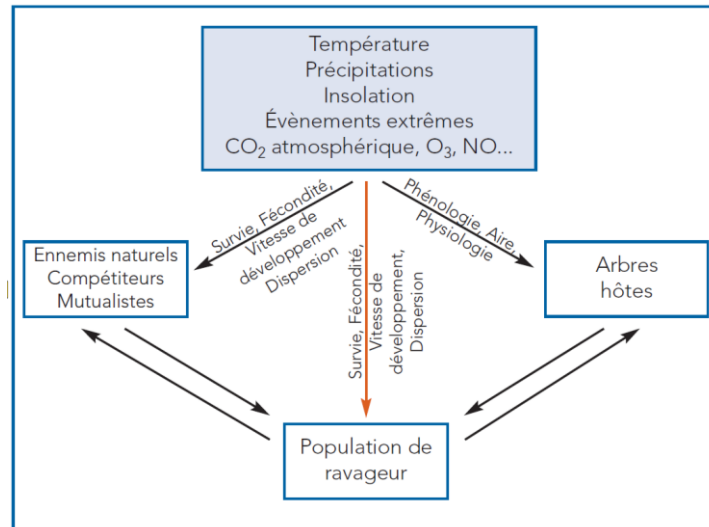 Température
Précipitations
Insolation
Évènements extrêmes
CO₂ atmosphérique, O₃, NO...
Survie, Fécondité,
Vitesse de
développement
Dispersion
Survie, Fécondité,
Vitesse de
développement,
Dispersion
Phénologie, Aire,
Physiologie
Ennemis naturels
Compétiteurs
Mutualistes
Arbres
hôtes
Population de
ravageur